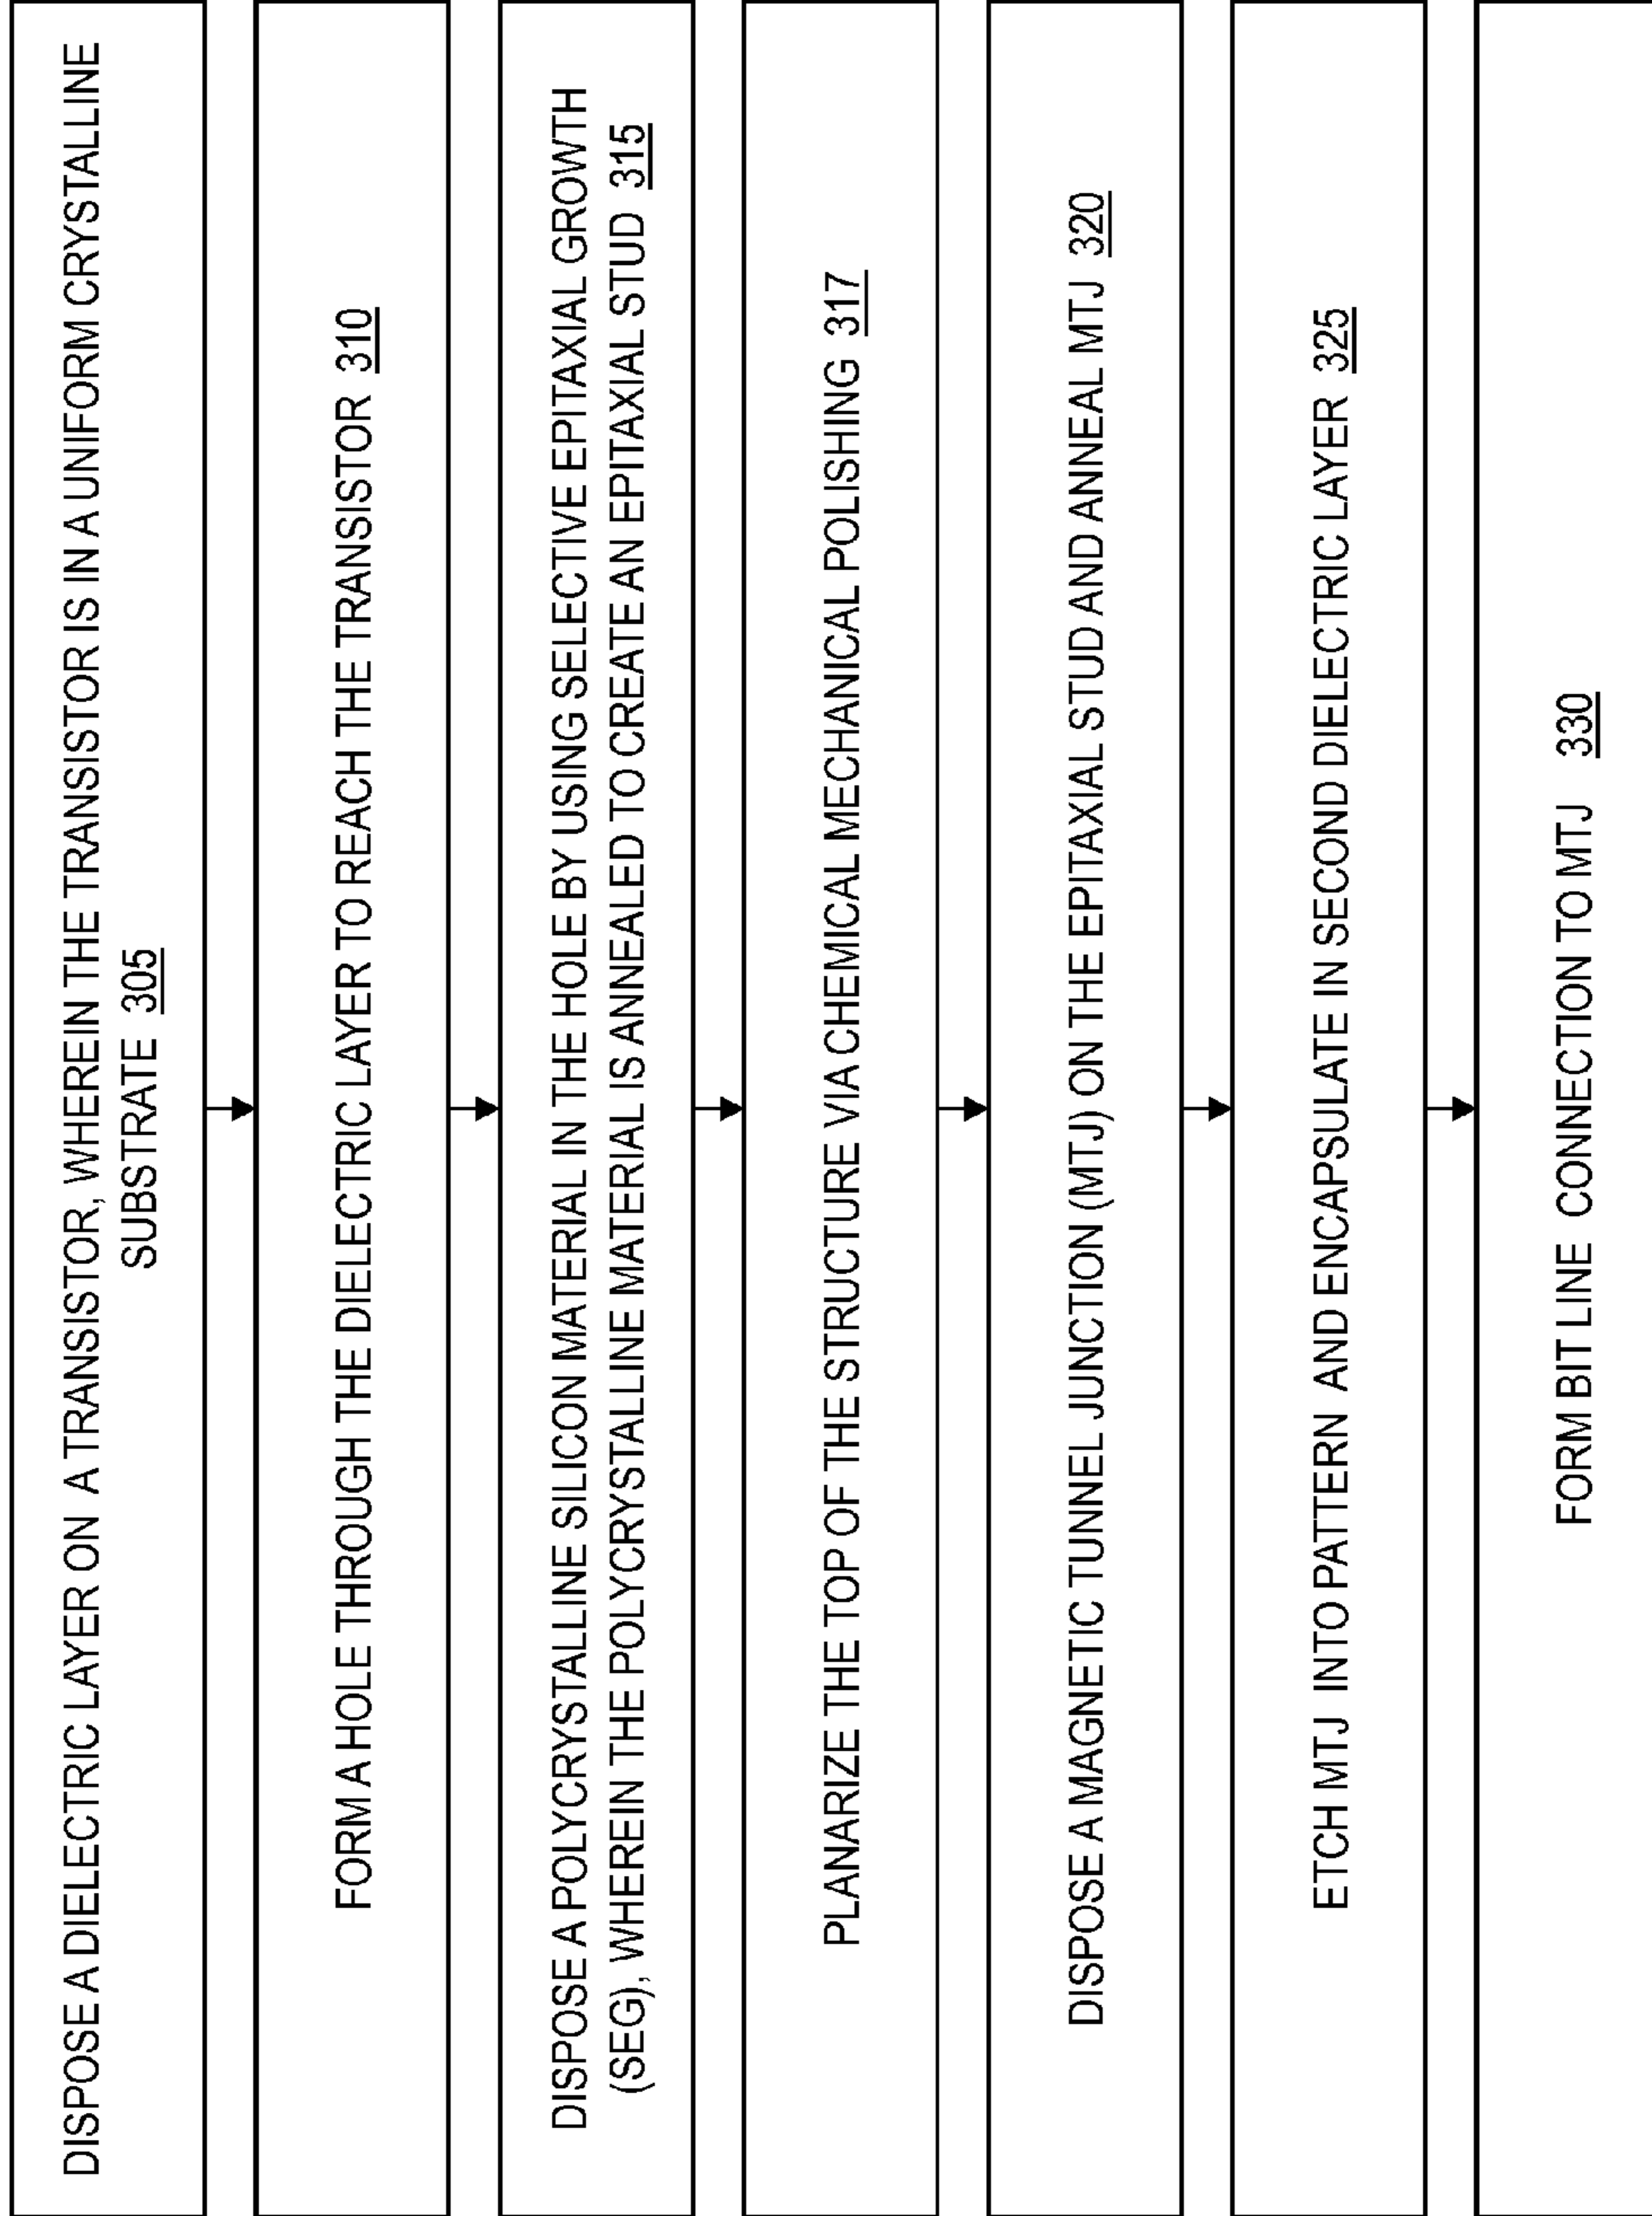 DISPOSE A DIELECTRIC LAYER ON A TRANSISTOR, WHEREIN THE TRANSISTOR IS IN A UNIFORM CRYSTALLINE
SUBSTRATE 305
FORM A HOLE THROUGH THE DIELECTRIC LAYER TO REACH THE TRANSISTOR 310
DISPOSE A POLYCRYSTALLINE SILICON MATERIAL IN THE HOLE BY USING SELECTIVE EPITAXIAL GROWTH
(SEG), WHEREIN THE POLYCRYSTALLINE MATERIAL IS ANNEALED TO CREATE AN EPITAXIAL STUD 315
PLANARIZE THE TOP OF THE STRUCTURE VIA CHEMICAL MECHANICAL POLISHING 317
DISPOSE A MAGNETIC TUNNEL JUNCTION (MTJ) ON THE EPITAXIAL STUD AND ANNEAL MTJ 320
ETCH MTJ INTO PATTERN AND ENCAPSULATE IN SECOND DIELECTRIC LAYER 325
FORM BIT LINE CONNECTION TO MTJ 330